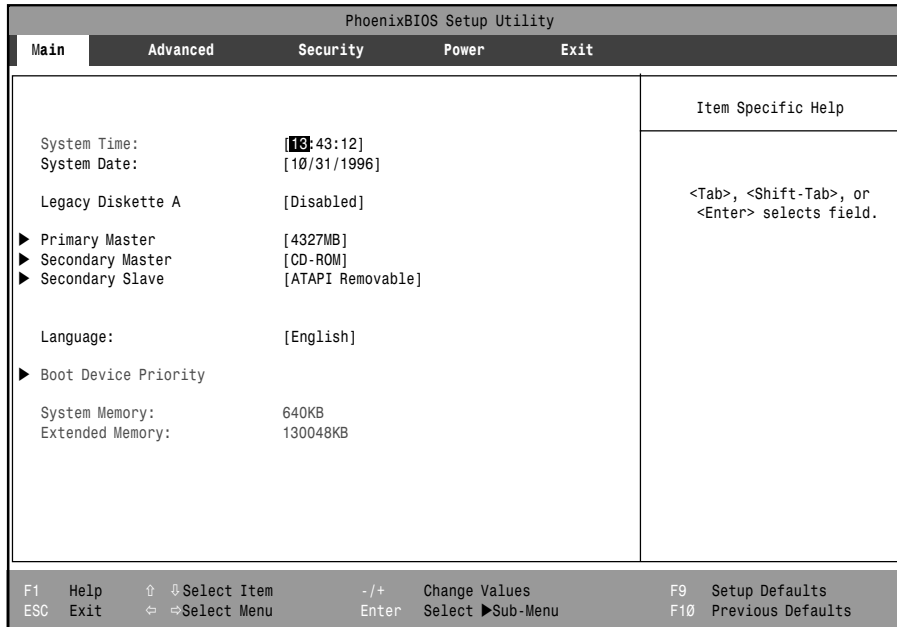 PhoenixBIOS Setup Utility
Main Advanced Security Power Exit
Item Specific Help
System Time: [13:43:12]
System Date: [10/31/1996]
<Tab>, <Shift-Tab>, or
<Enter> selects field.
Legacy Diskette A [Disabled]
▶ Primary Master [4327MB]
▶ Secondary Master [CD-ROM]
▶ Secondary Slave [ATAPI Removable]
Language: [English]
▶ Boot Device Priority
System Memory: 640KB
Extended Memory: 130048KB
F1 Help ⇧ ⇩ Select Item -/+ Change Values F9 Setup Defaults
ESC Exit ⇦ ⇨ Select Menu Enter Select ▶Sub-Menu F10 Previous Defaults